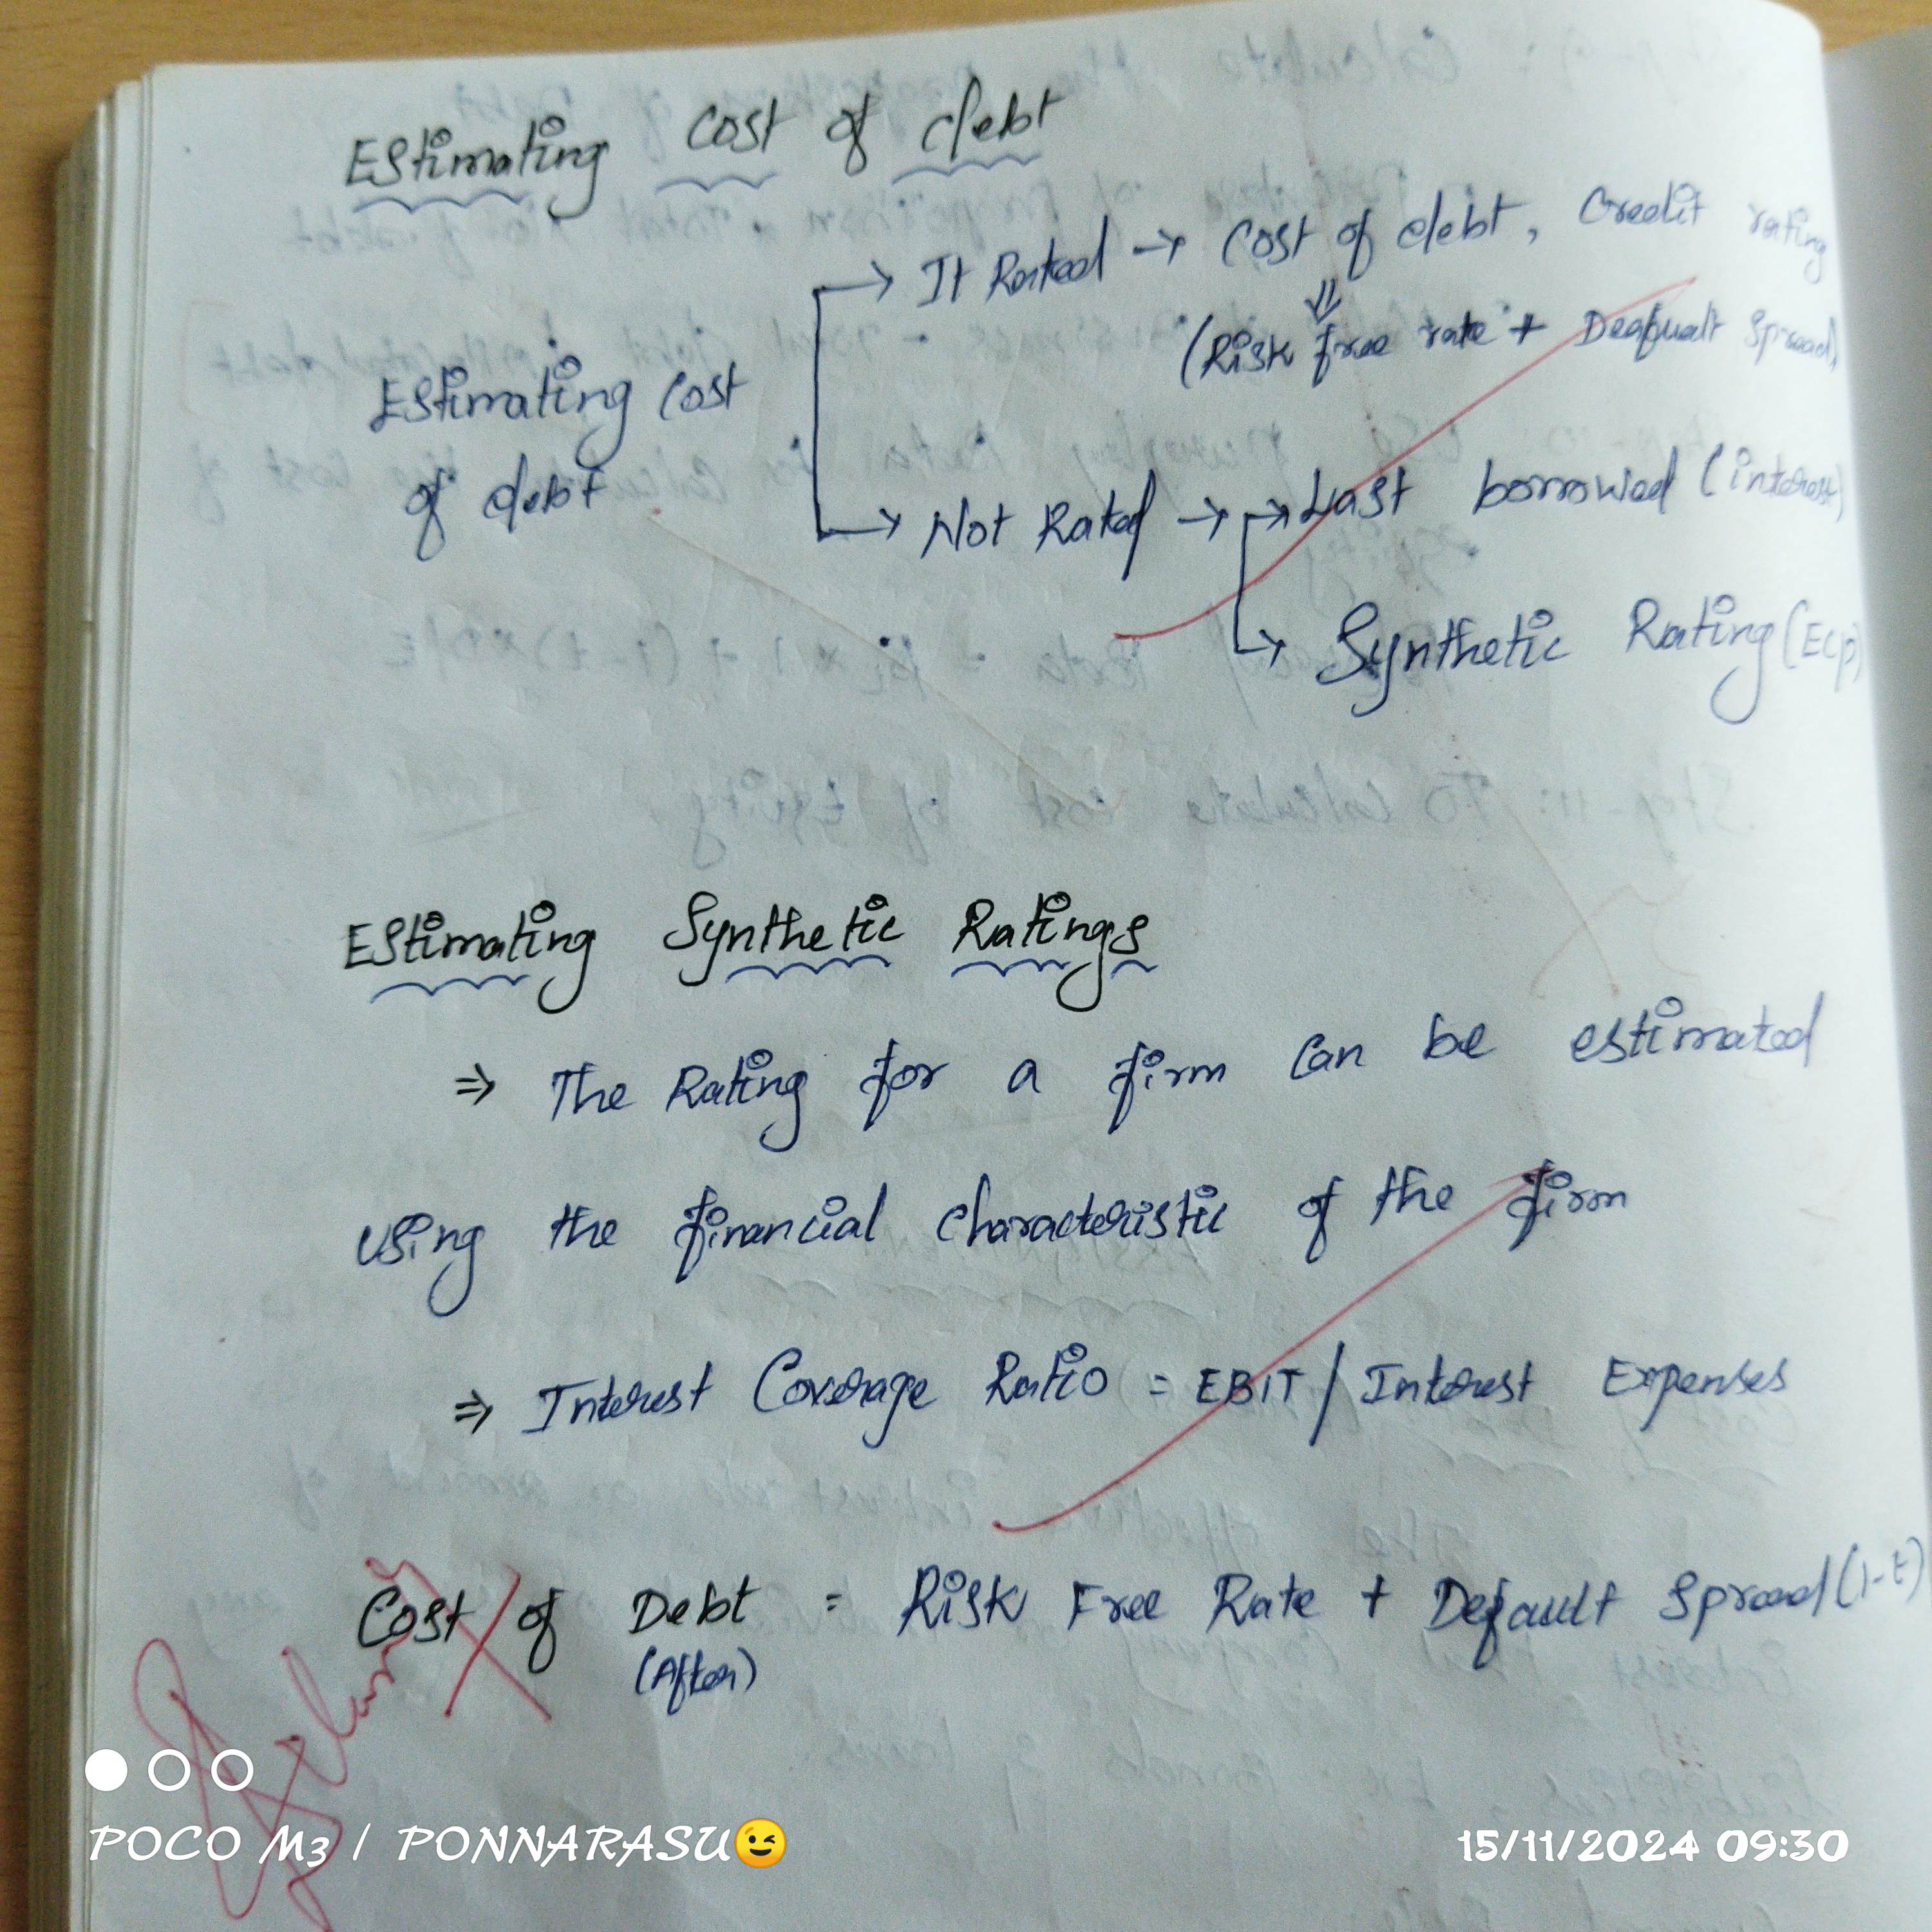 Estimating Cost of debt
It Rated → Cost of debt, Credit rating
(Risk free rate + Deafualt Spread)
Estimating Cost
of debt
Not Rated → Last borrowed (interest)
Synthetic Rating
Estimating Synthetic Ratings
⇒ The Rating for a firm can be estimated
using the financial characteristic of the firm
⇒ Interest Coverage Ratio = EBIT / Interest Expenses
Cost of Debt = Risk Free Rate + Default Spread (1-t)
(After)
POCO M3 / PONNARASU😉
15/11/2024 09:30